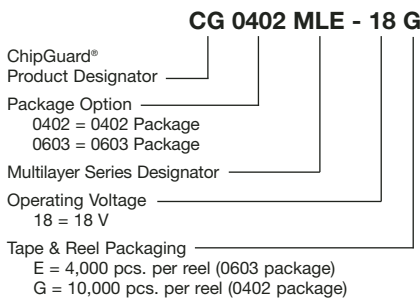 CG 0402 MLE - 18 G
ChipGuard®
Product Designator
Package Option
0402 = 0402 Package
0603 = 0603 Package
Multilayer Series Designator
Operating Voltage
18 = 18 V
Tape & Reel Packaging
E = 4,000 pcs. per reel (0603 package)
G = 10,000 pcs. per reel (0402 package)